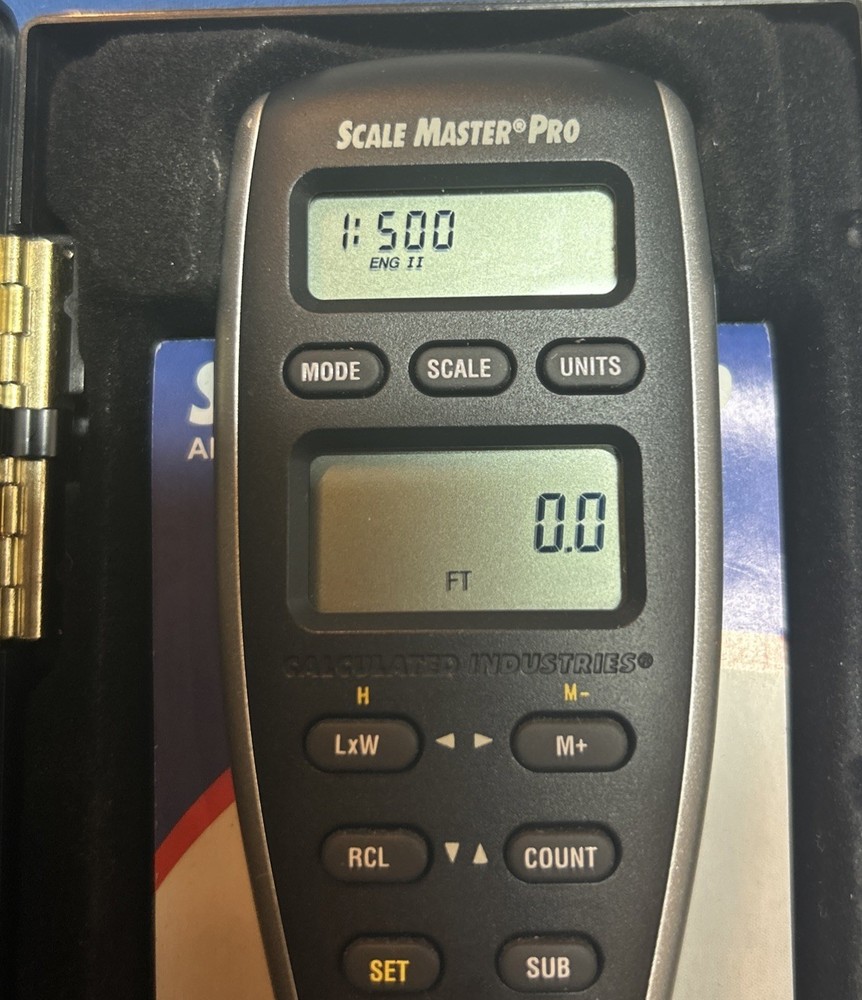 SCALE MASTER® PRO
1: 500
ENG II
MODE SCALE UNITS
0.0
FT
CALCULATED INDUSTRIES®
H M-
LxW M+
RCL COUNT
SET SUB